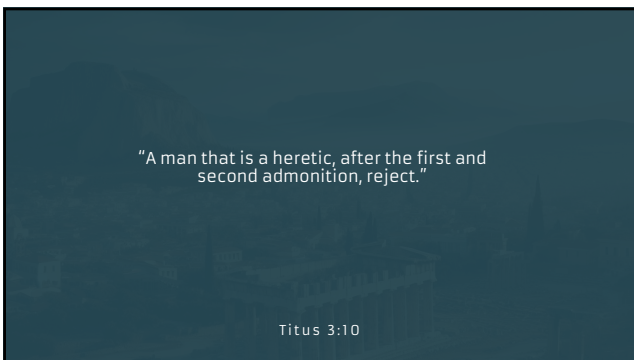 “A man that is a heretic, after the first and
second admonition, reject.”
Titus 3:10